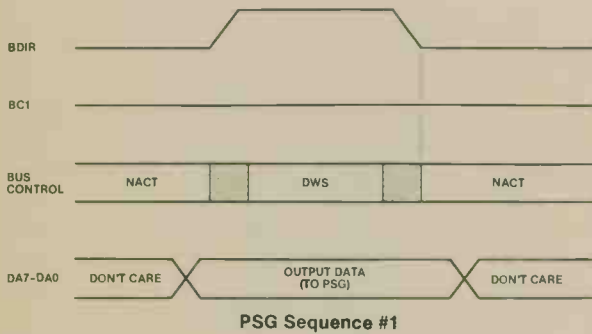 BDIR
BC1
BUS
CONTROL
NACT
DWS
NACT
DA7-DA0
DON'T CARE
OUTPUT DATA
(TO PSG)
DON'T CARE
PSG Sequence #1